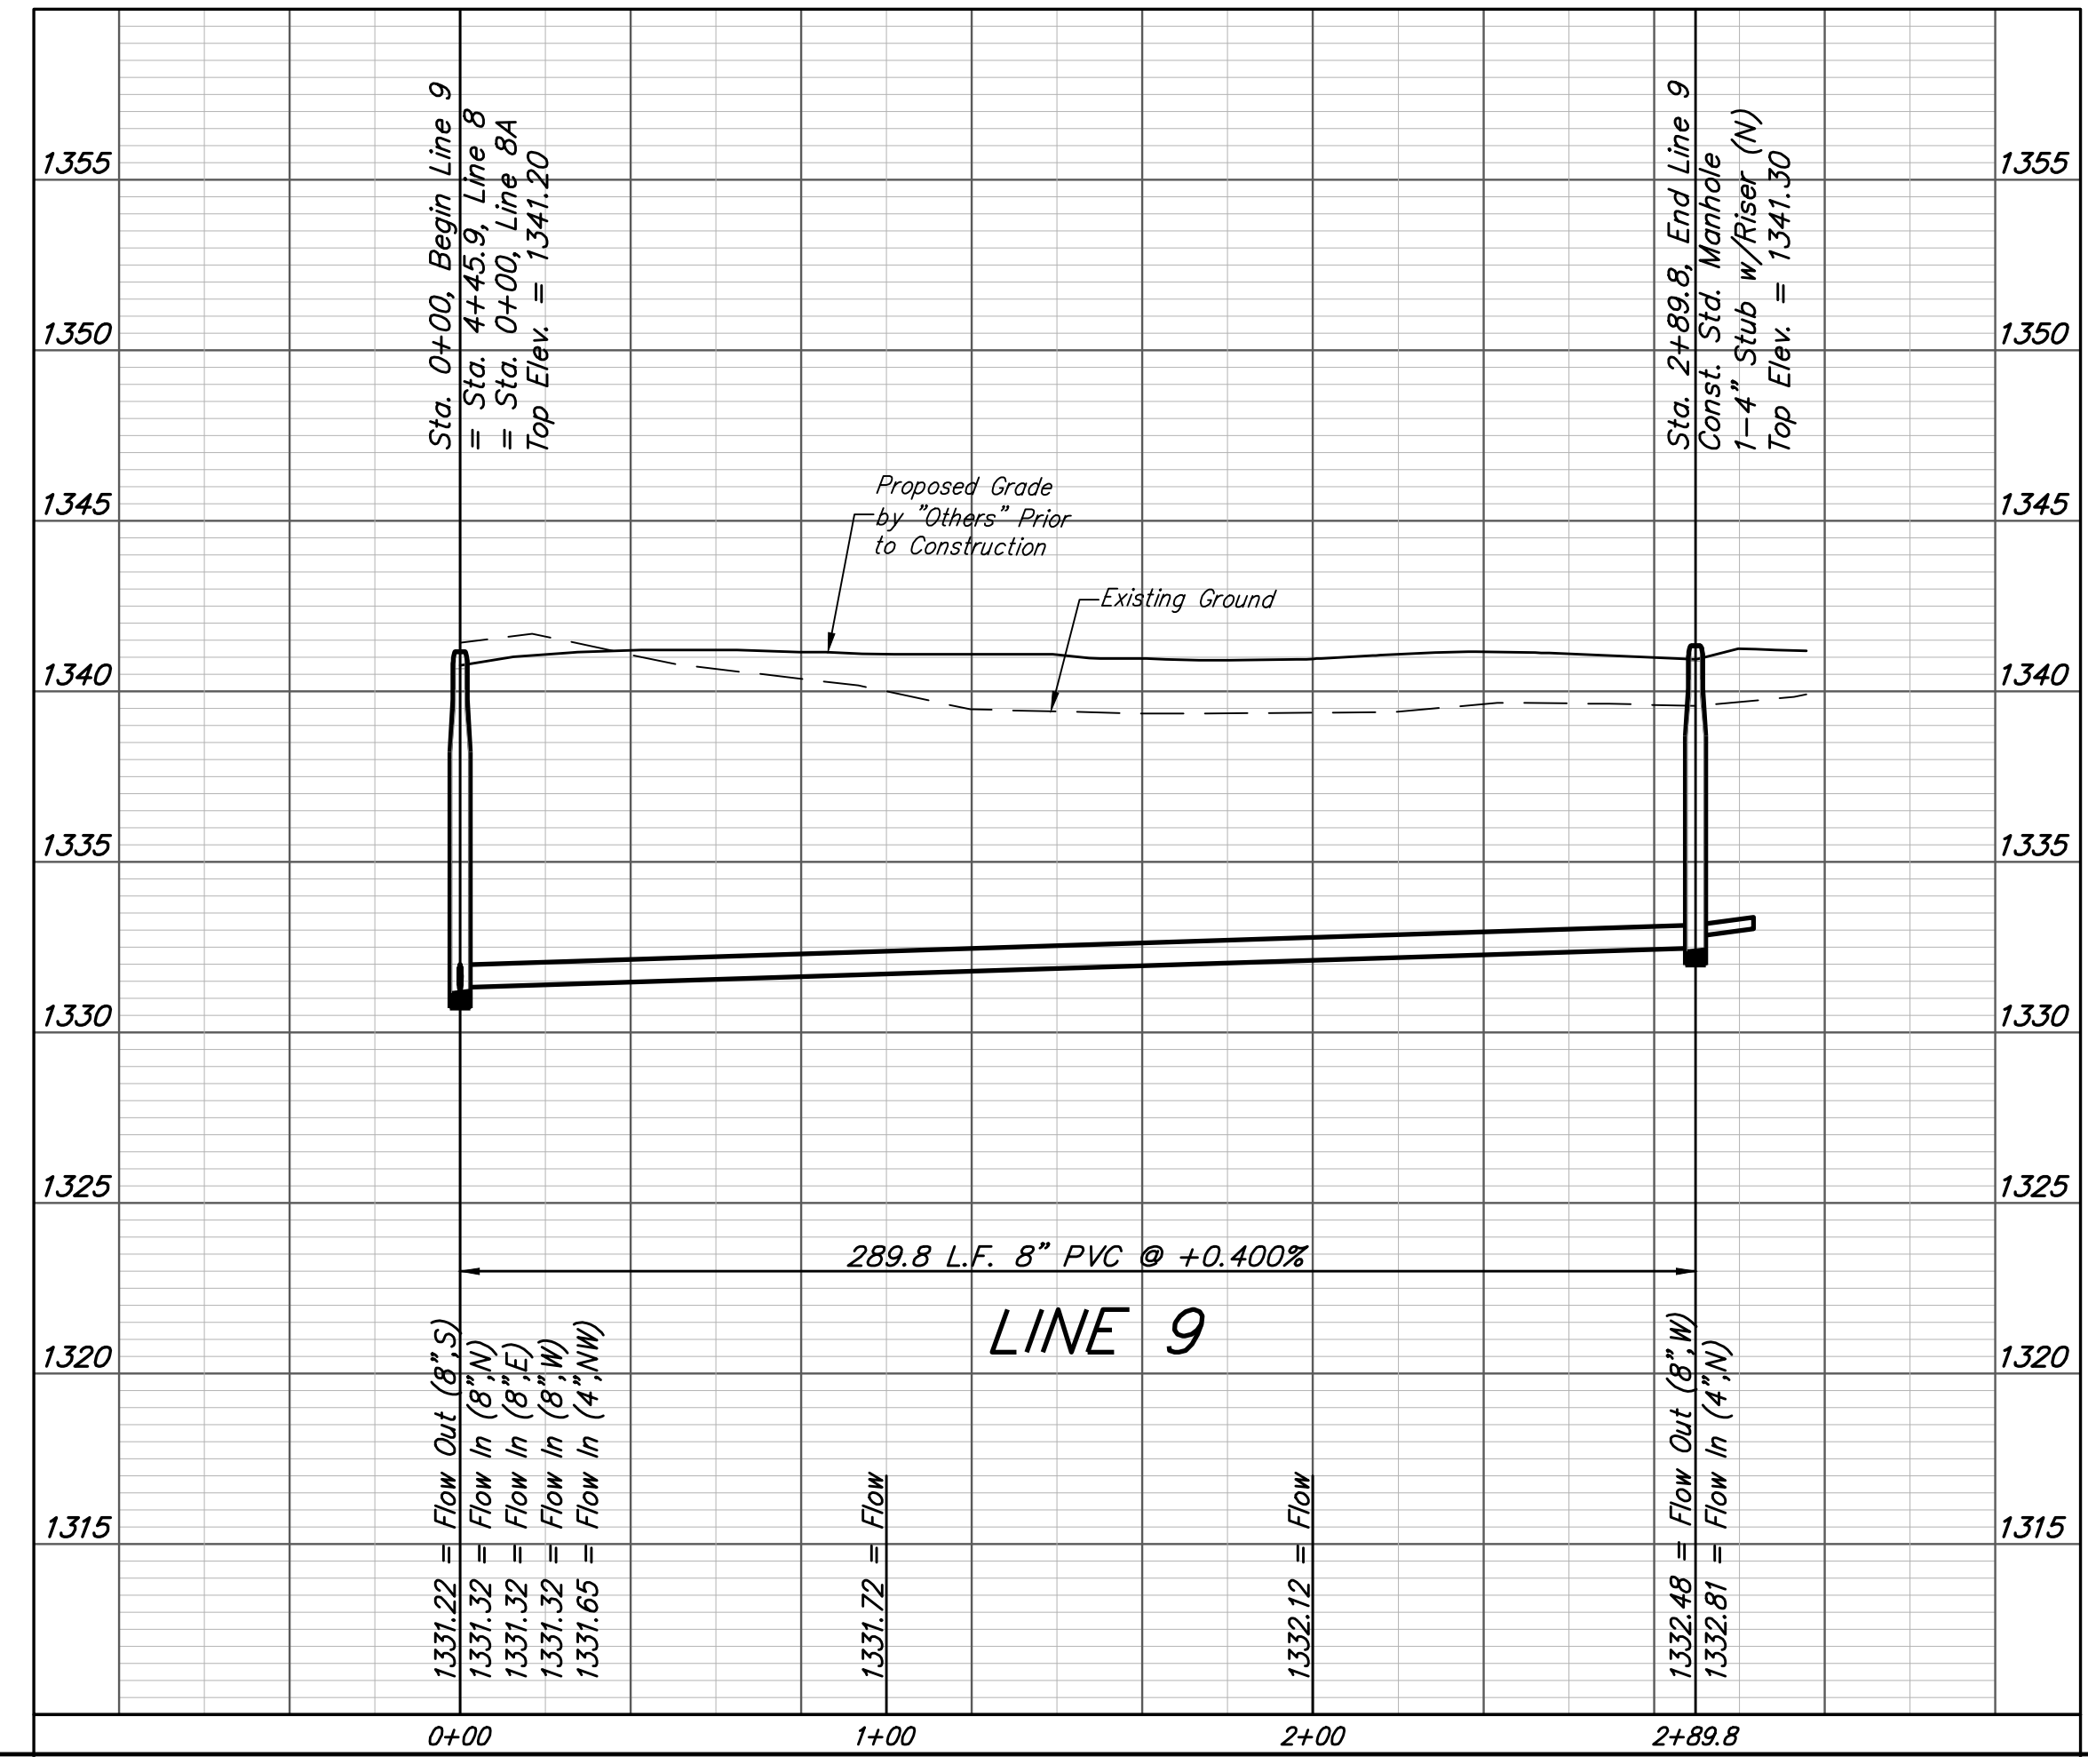 Sta. 0+00, Begin Line 9
= Sta. 4+45.9, Line 8
= Sta. 0+00, Line 8A
Top Elev. = 1341.20
Sta. 2+89.8, End Line 9
Const. Std. Manhole
1-4" Stub w/Riser (N)
Top Elev. = 1341.30
1355
1355
1350
1350
1345
1345
Proposed Grade
by "Others" Prior
to Construction
Existing Ground
1340
1340
1335
1335
1330
1330
1325
1325
289.8 L.F. 8" PVC @ +0.400%
LINE 9
1320
1320
1315
1315
1331.22 = Flow Out (8",S)
1331.32 = Flow In (8",N)
1331.32 = Flow In (8",E)
1331.32 = Flow In (8",W)
1331.65 = Flow In (4",NW)
1331.72 = Flow
1332.12 = Flow
1332.48 = Flow Out (8",W)
1332.81 = Flow In (4",N)
0+00
1+00
2+00
2+89.8